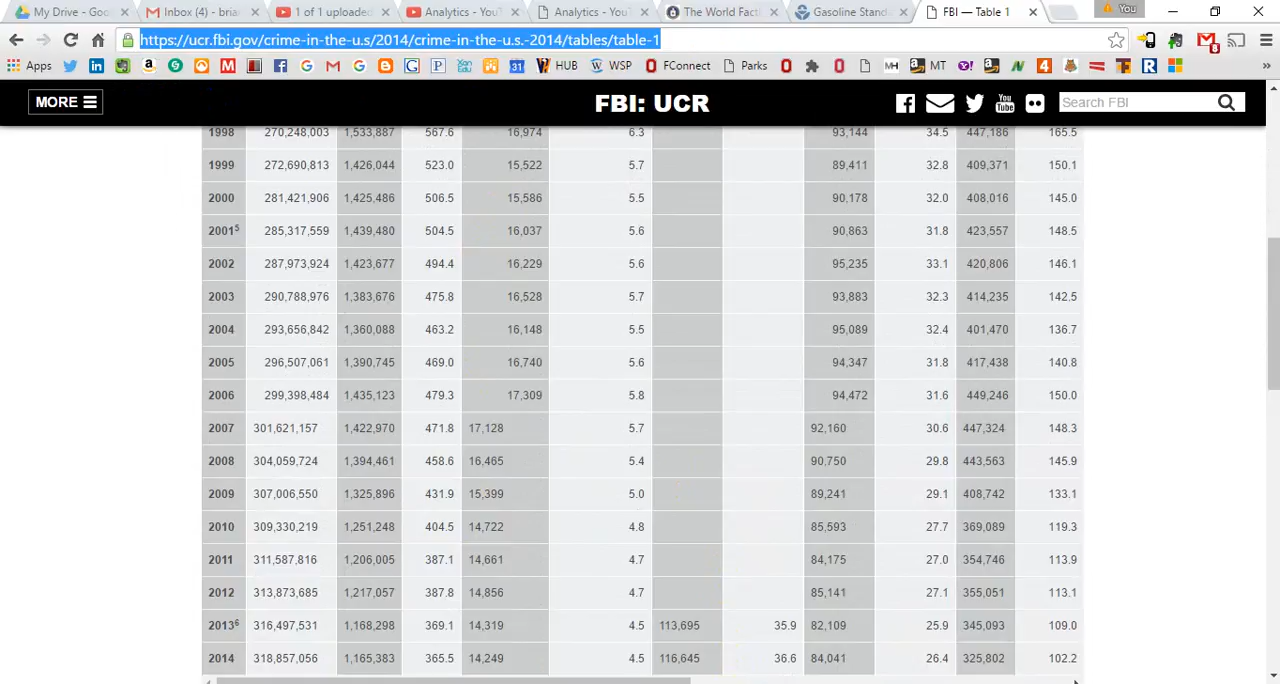 My Drive - Goo
Inbox (4) - brian
1 of 1 uploaded
Analytics - YouT
Analytics - YouT
The World Facth
Gasoline Stand
FBI — Table 1
You
https://ucr.fbi.gov/crime-in-the-u.s/2014/crime-in-the-u.s.-2014/tables/table-1
Apps HUB WSP FConnect Parks MT
MORE FBI: UCR Search FBI
1998 270,248,003 1,533,887 567.6 16,974 6.3 93,144 34.5 447,186 165.5
1999 272,690,813 1,426,044 523.0 15,522 5.7 89,411 32.8 409,371 150.1
2000 281,421,906 1,425,486 506.5 15,586 5.5 90,178 32.0 408,016 145.0
2001⁵ 285,317,559 1,439,480 504.5 16,037 5.6 90,863 31.8 423,557 148.5
2002 287,973,924 1,423,677 494.4 16,229 5.6 95,235 33.1 420,806 146.1
2003 290,788,976 1,383,676 475.8 16,528 5.7 93,883 32.3 414,235 142.5
2004 293,656,842 1,360,088 463.2 16,148 5.5 95,089 32.4 401,470 136.7
2005 296,507,061 1,390,745 469.0 16,740 5.6 94,347 31.8 417,438 140.8
2006 299,398,484 1,435,123 479.3 17,309 5.8 94,472 31.6 449,246 150.0
2007 301,621,157 1,422,970 471.8 17,128 5.7 92,160 30.6 447,324 148.3
2008 304,059,724 1,394,461 458.6 16,465 5.4 90,750 29.8 443,563 145.9
2009 307,006,550 1,325,896 431.9 15,399 5.0 89,241 29.1 408,742 133.1
2010 309,330,219 1,251,248 404.5 14,722 4.8 85,593 27.7 369,089 119.3
2011 311,587,816 1,206,005 387.1 14,661 4.7 84,175 27.0 354,746 113.9
2012 313,873,685 1,217,057 387.8 14,856 4.7 85,141 27.1 355,051 113.1
2013⁶ 316,497,531 1,168,298 369.1 14,319 4.5 113,695 35.9 82,109 25.9 345,093 109.0
2014 318,857,056 1,165,383 365.5 14,249 4.5 116,645 36.6 84,041 26.4 325,802 102.2